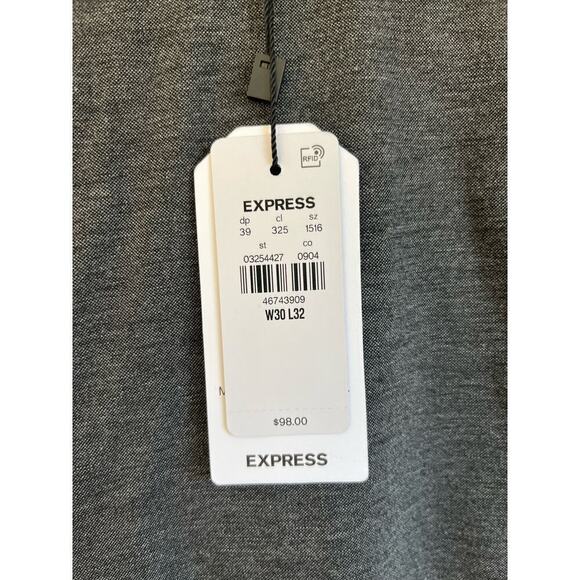 RFID
EXPRESS
dp cl sz
39 325 1516
st co
03254427 0904
46743909
W30 L32
$98.00
EXPRESS